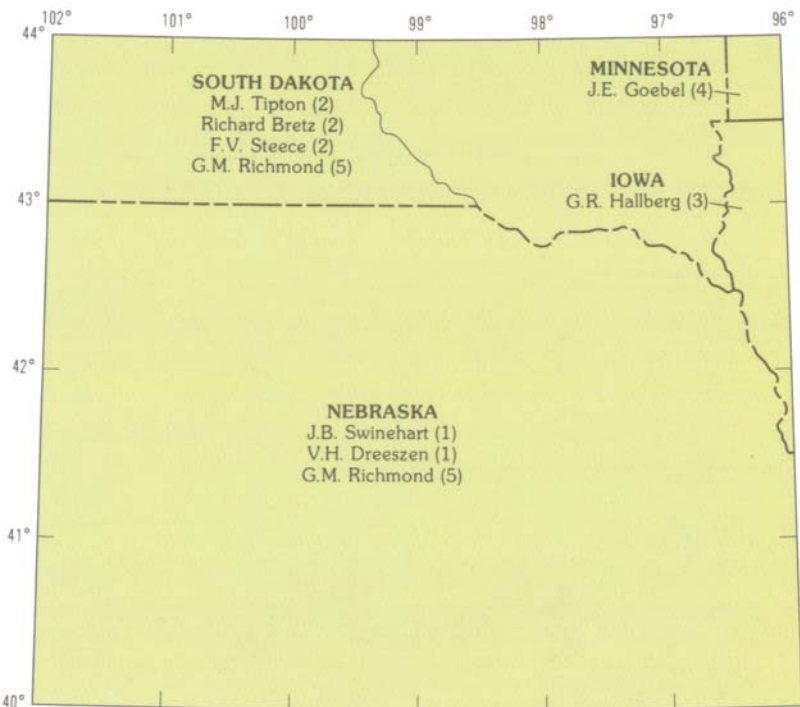 102° 101° 100° 99° 98° 97° 96°
44°
SOUTH DAKOTA
M.J. Tipton (2)
Richard Bretz (2)
F.V. Steece (2)
G.M. Richmond (5)
MINNESOTA
J.E. Goebel (4)
IOWA
G.R. Hallberg (3)
43°
42°
NEBRASKA
J.B. Swinehart (1)
V.H. Dreeszen (1)
G.M. Richmond (5)
41°
40°